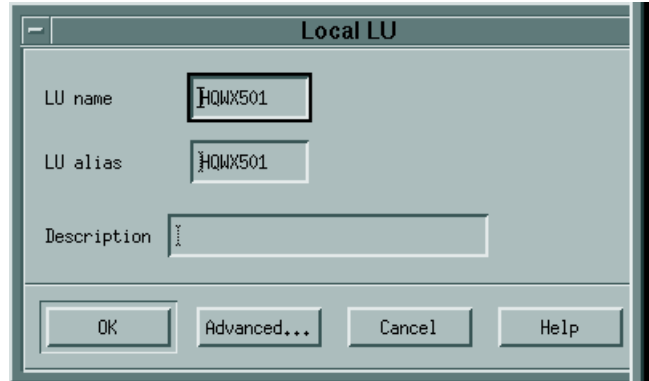 Local LU
LU name HQWX501
LU alias HQWX501
Description
OK Advanced... Cancel Help